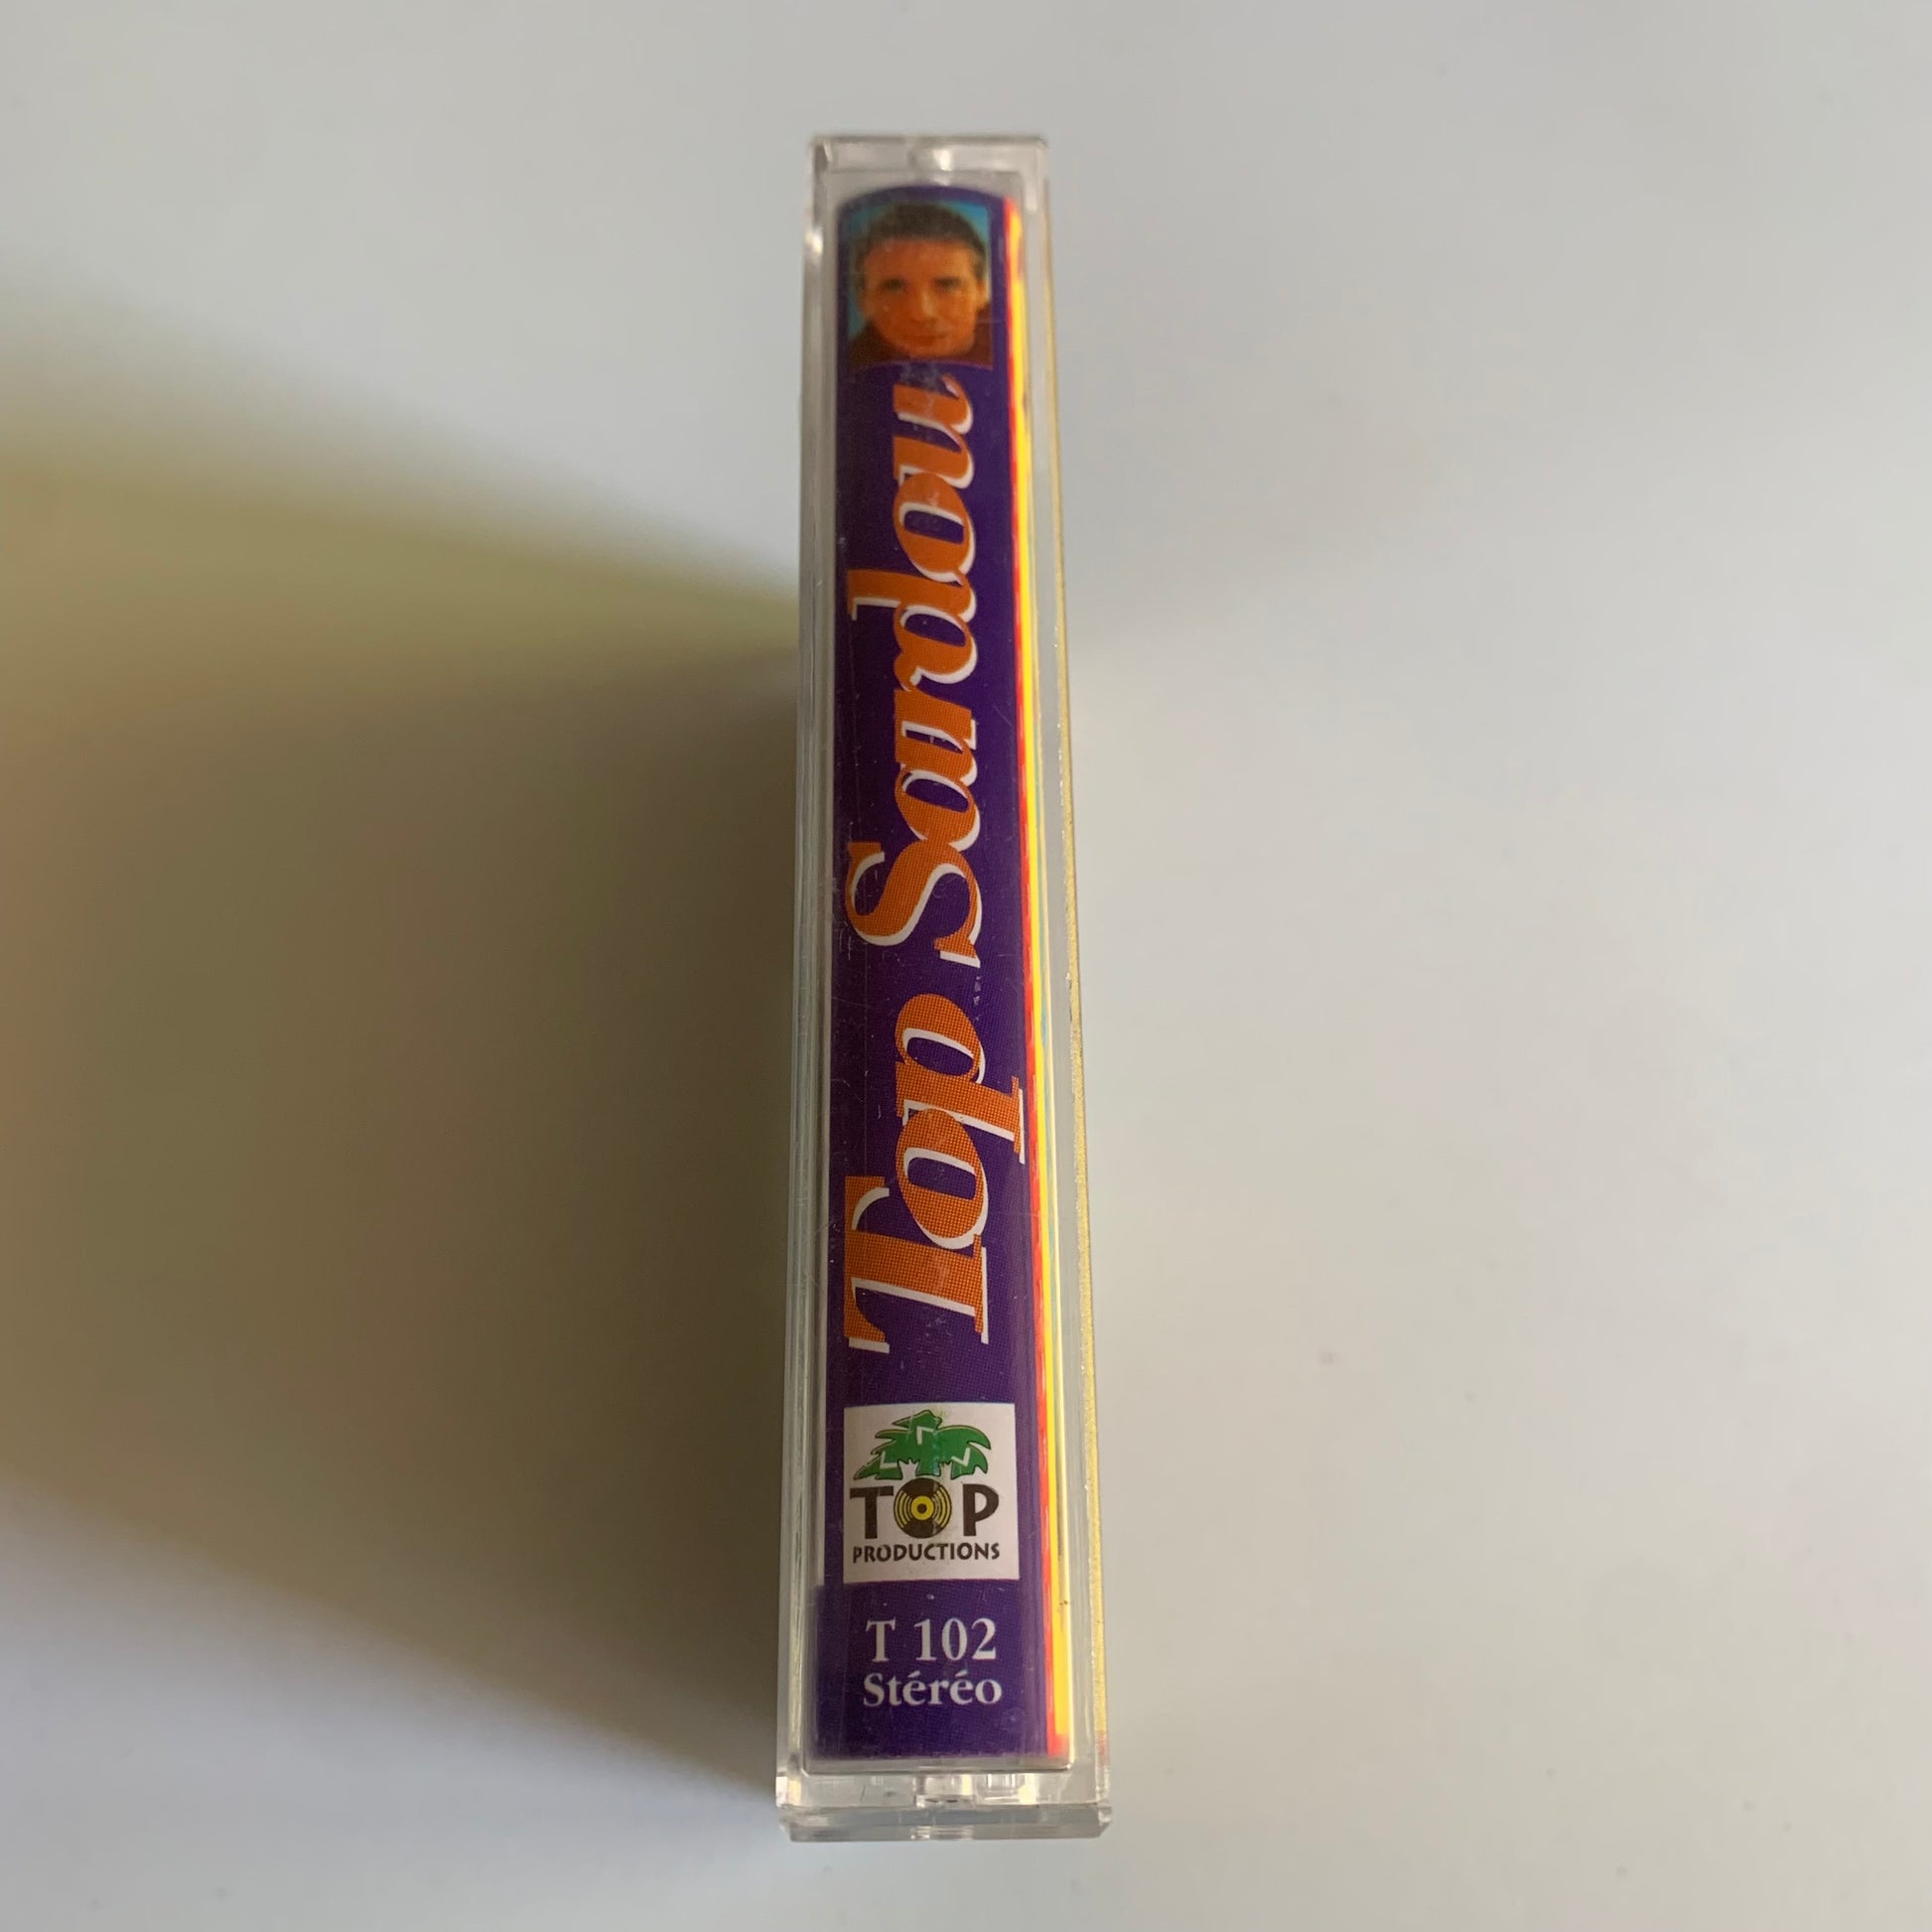 Top Sardou
TOP
PRODUCTIONS
T 102
Stéréo